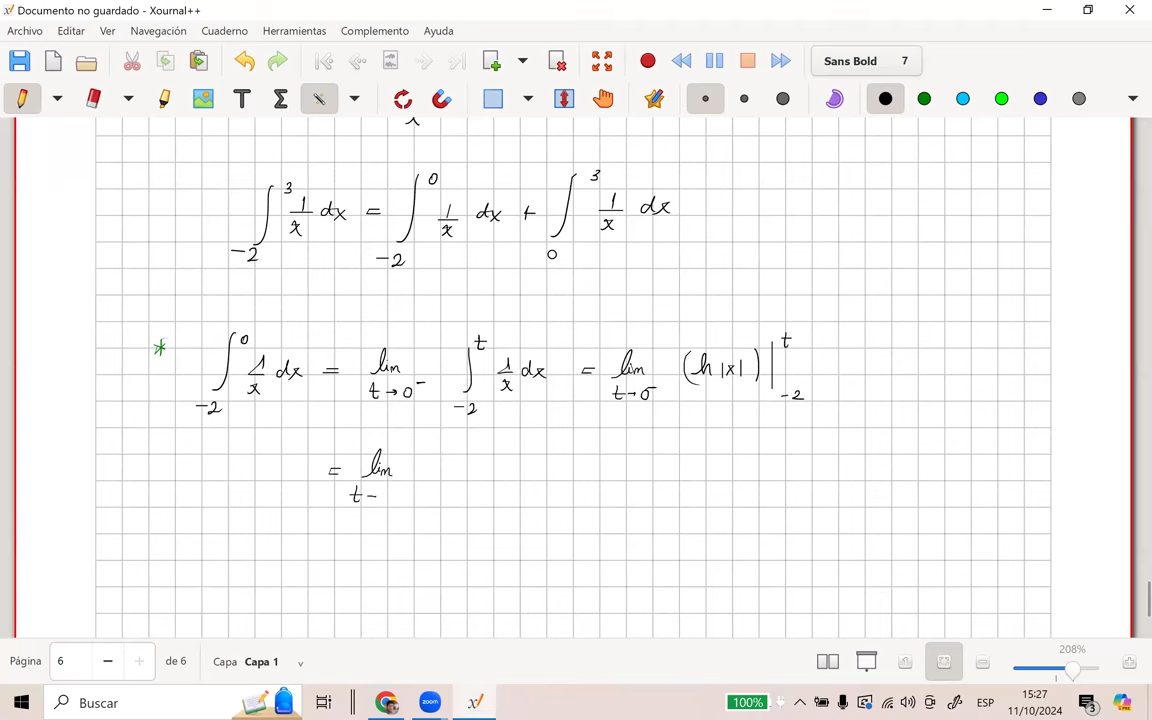 Documento no guardado - Xournal++
Archivo Editar Ver Navegación Cuaderno Herramientas Complemento Ayuda
Sans Bold 7
x
∫_{-2}^{3} 1/x dx = ∫_{-2}^{0} 1/x dx + ∫_{0}^{3} 1/x dx
* ∫_{-2}^{0} 1/x dx = lim_{t→0⁻} ∫_{-2}^{t} 1/x dx = lim_{t→0⁻} (ln |x|) |_{-2}^{t}
= lim_{t -}
Página 6 de 6 Capa Capa 1 208%
Buscar zoom 100% ESP 15:27 11/10/2024 3